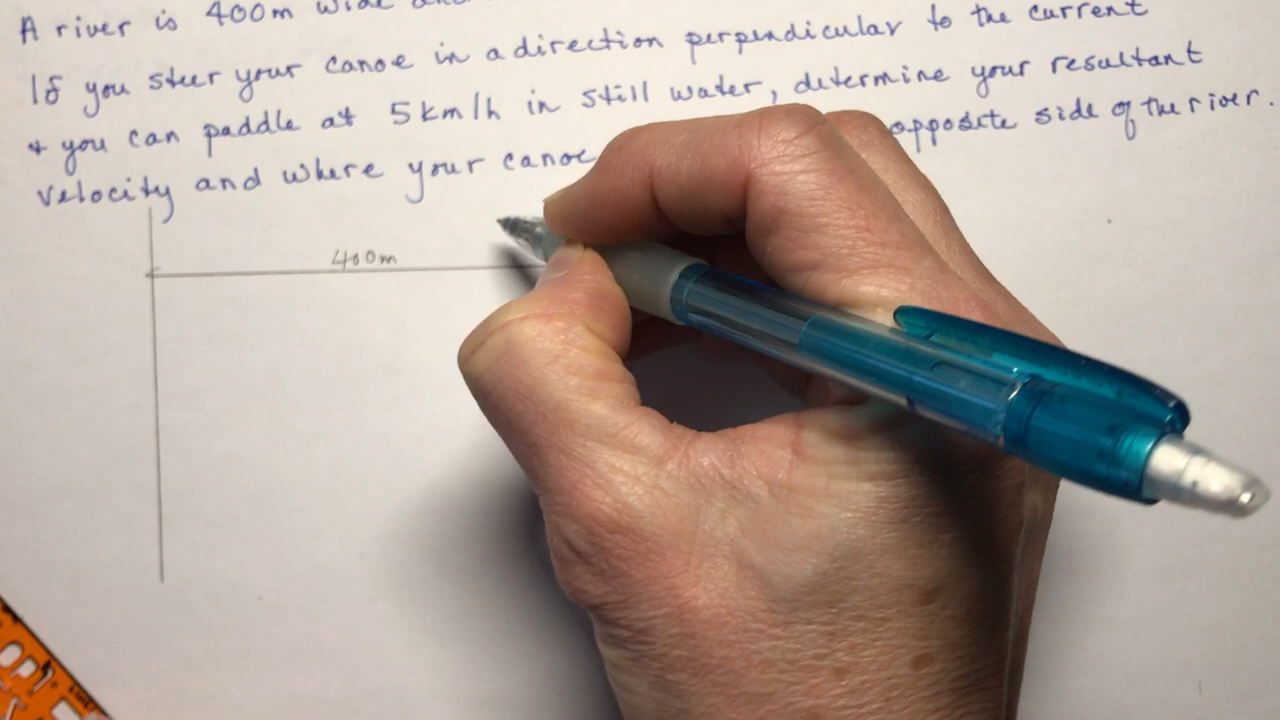 A river is 400m wide
If you steer your canoe in a direction perpendicular to the current
+ you can paddle at 5km/h in still water, determine your resultant
velocity and where your canoe opposite side of the river.
400m